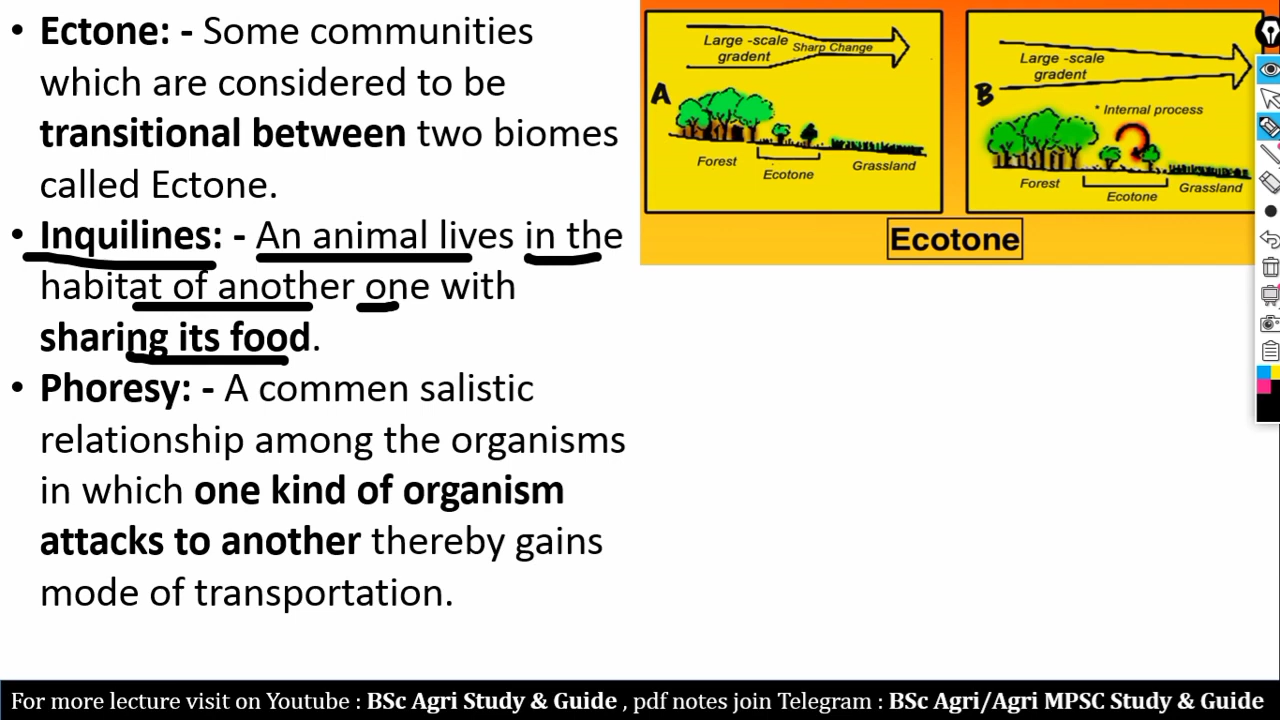 • Ectone: - Some communities
which are considered to be
transitional between two biomes
called Ectone.
• Inquilines: - An animal lives in the
habitat of another one with
sharing its food.
• Phoresy: - A commen salistic
relationship among the organisms
in which one kind of organism
attacks to another thereby gains
mode of transportation.
Large -scale
gradent
Sharp Change
A
Forest
Ecotone
Grassland
Large -scale
gradent
B
* Internal process
Forest
Ecotone
Grassland
Ecotone
For more lecture visit on Youtube : BSc Agri Study & Guide , pdf notes join Telegram : BSc Agri/Agri MPSC Study & Guide